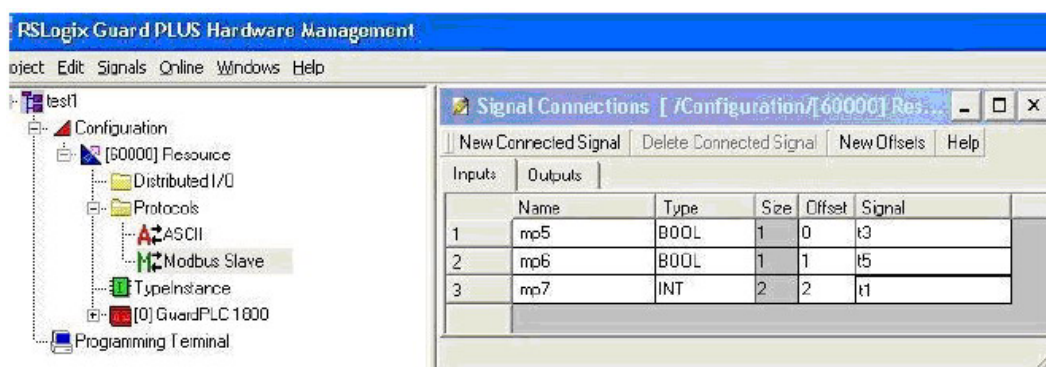 RSLogix Guard PLUS Hardware Management
oject Edit Signals Online Windows Help
test1
Configuration
[60000] Resource
Distributed I/O
Protocols
ASCII
Modbus Slave
TypeInstance
[0] GuardPLC 1800
Programming Terminal
Signal Connections [ /Configuration/[60000] Res...
New Connected Signal Delete Connected Signal New Offsets Help
Inputs Outputs
Name Type Size Offset Signal
1 mp5 BOOL 1 0 t3
2 mp6 BOOL 1 1 t5
3 mp7 INT 2 2 t1